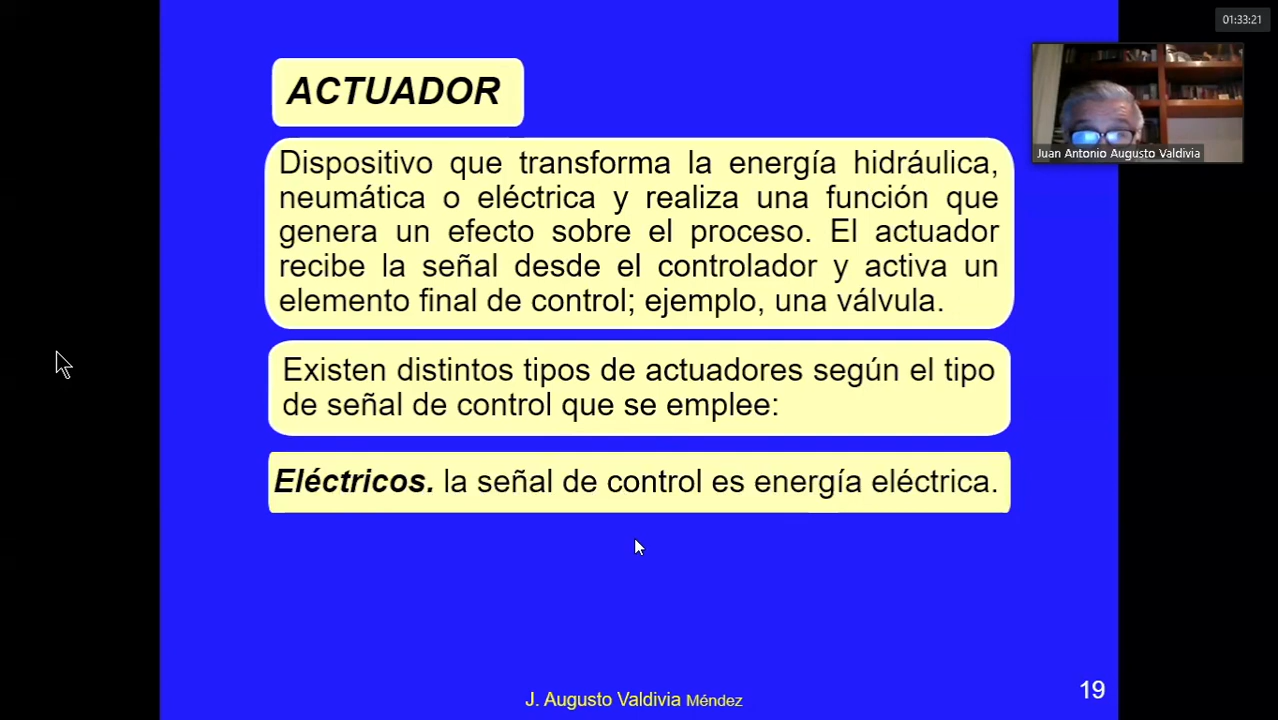 01:33:21
ACTUADOR
Juan Antonio Augusto Valdivia
Dispositivo que transforma la energía hidráulica,
neumática o eléctrica y realiza una función que
genera un efecto sobre el proceso. El actuador
recibe la señal desde el controlador y activa un
elemento final de control; ejemplo, una válvula.
Existen distintos tipos de actuadores según el tipo
de señal de control que se emplee:
Eléctricos. la señal de control es energía eléctrica.
J. Augusto Valdivia Méndez
19